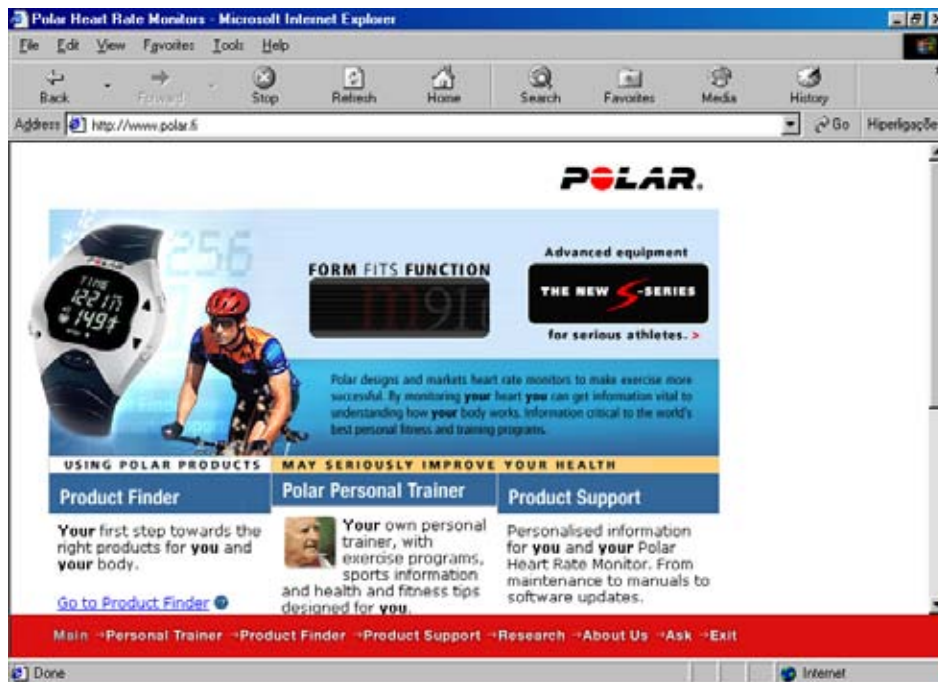 Polar Heart Rate Monitors - Microsoft Internet Explorer
File Edit View Favorites Tools Help
Back Forward Stop Refresh Home Search Favorites Media History
Address http://www.polar.fi Go Hiperligaçõe
POLAR.
256
POLAR
TIME
149
FORM FITS FUNCTION
m91t
Advanced equipment
THE NEW S-SERIES
for serious athletes. >
Polar designs and markets heart rate monitors to make exercise more
successful. By monitoring your heart you can get information vital to
understanding how your body works. Information critical to the world's
best personal fitness and training programs.
USING POLAR PRODUCTS MAY SERIOUSLY IMPROVE YOUR HEALTH
Product Finder
Your first step towards the
right products for you and
your body.
Go to Product Finder
Polar Personal Trainer
Your own personal
trainer, with
exercise programs,
sports information
and health and fitness tips
designed for you.
Product Support
Personalised information
for you and your Polar
Heart Rate Monitor. From
maintenance to manuals to
software updates.
Main →Personal Trainer →Product Finder →Product Support →Research →About Us →Ask →Exit
Done Internet